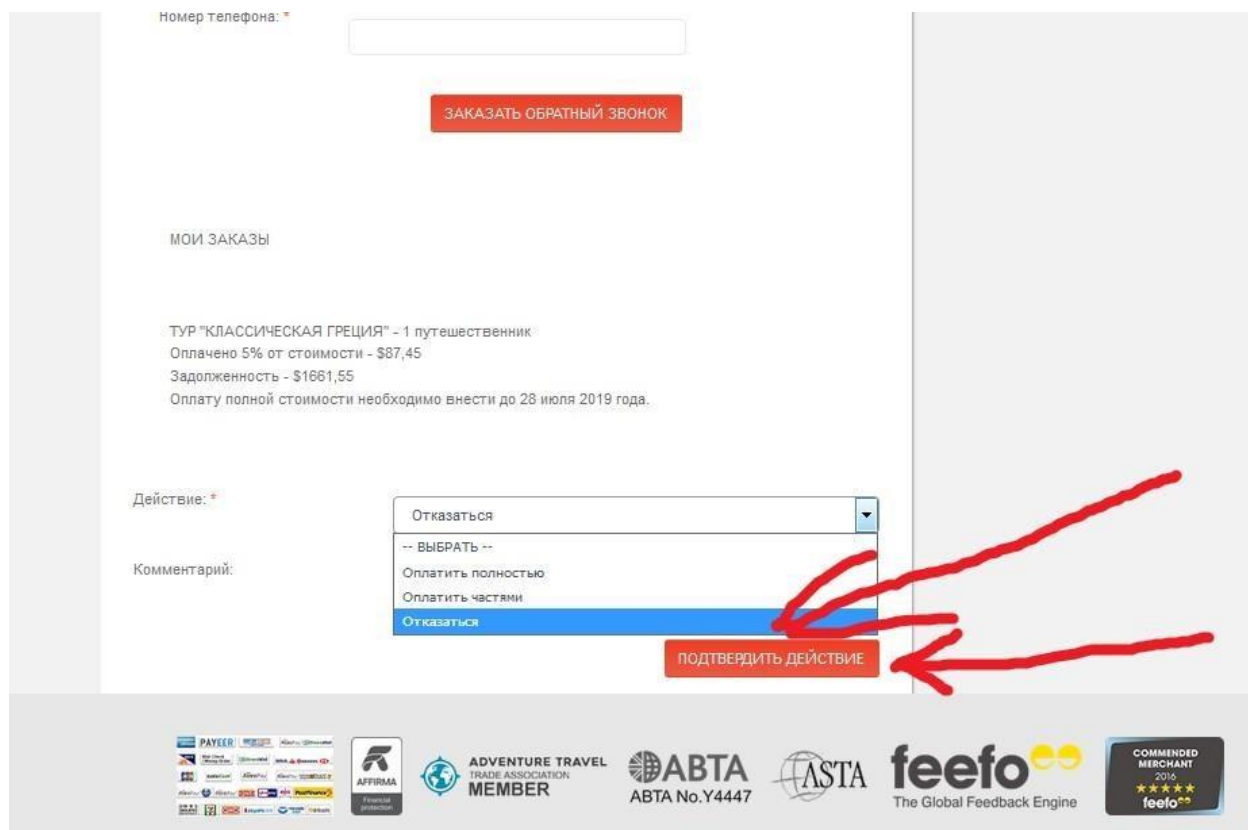 Номер телефона: *
ЗАКАЗАТЬ ОБРАТНЫЙ ЗВОНОК
МОИ ЗАКАЗЫ
ТУР "КЛАССИЧЕСКАЯ ГРЕЦИЯ" - 1 путешественник
Оплачено 5% от стоимости - $87,45
Задолженность - $1661,55
Оплату полной стоимости необходимо внести до 28 июля 2019 года.
Действие: *
Отказаться
-- ВЫБРАТЬ --
Комментарий:
Оплатить полностью
Оплатить частями
Отказаться
ПОДТВЕРДИТЬ ДЕЙСТВИЕ
PAYEER
AFFIRMA
Financial
protection
ADVENTURE TRAVEL
TRADE ASSOCIATION
MEMBER
ABTA
ABTA No.Y4447
ASTA
feefo
The Global Feedback Engine
COMMENDED
MERCHANT
2016
feefo